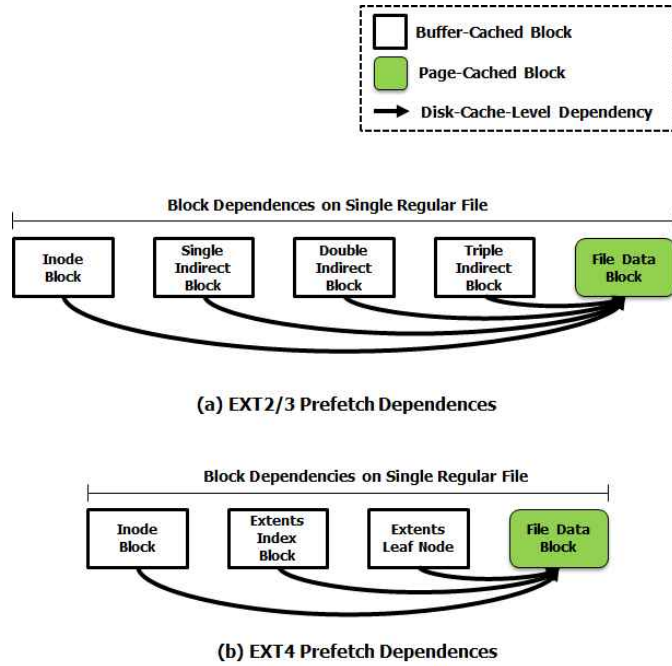 Buffer-Cached Block
Page-Cached Block
Disk-Cache-Level Dependency
Block Dependences on Single Regular File
Inode
Block
Single
Indirect
Block
Double
Indirect
Block
Triple
Indirect
Block
File Data
Block
(a) EXT2/3 Prefetch Dependences
Block Dependencies on Single Regular File
Inode
Block
Extents
Index
Block
Extents
Leaf Node
File Data
Block
(b) EXT4 Prefetch Dependences